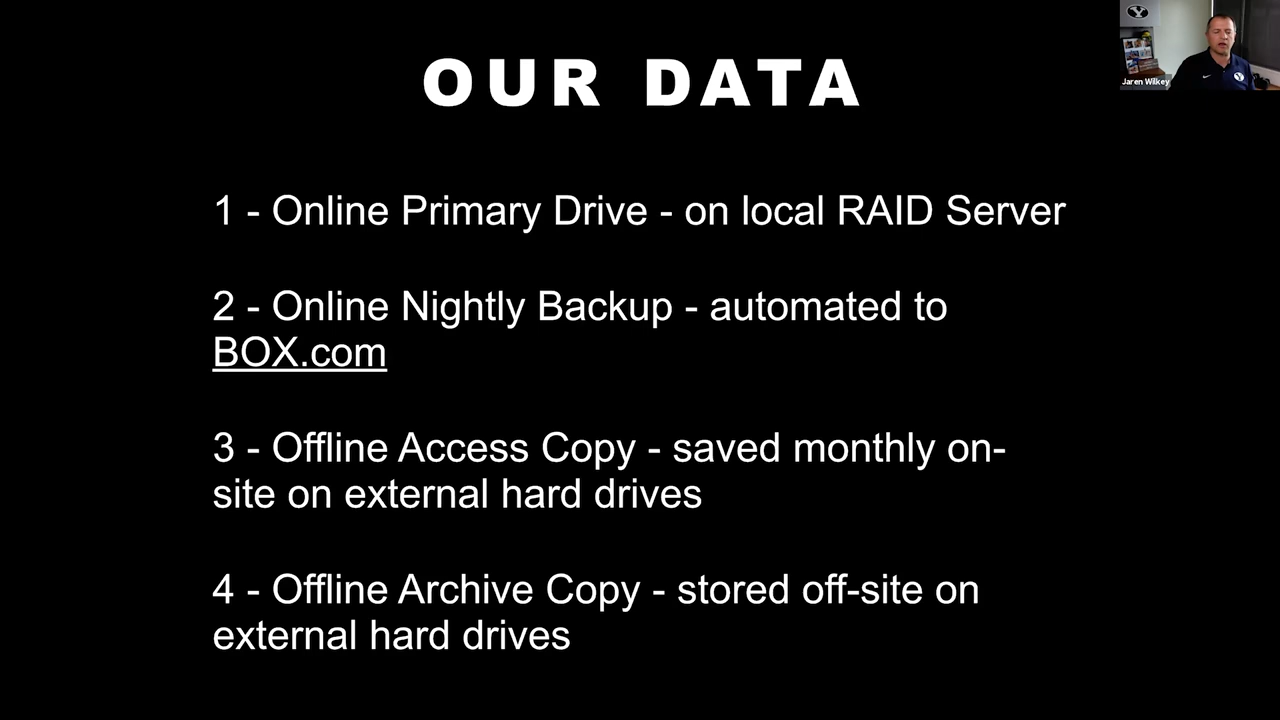 OUR DATA
1 - Online Primary Drive - on local RAID Server
2 - Online Nightly Backup - automated to
BOX.com
3 - Offline Access Copy - saved monthly on-
site on external hard drives
4 - Offline Archive Copy - stored off-site on
external hard drives
Jaren Wilkey
Y
Y